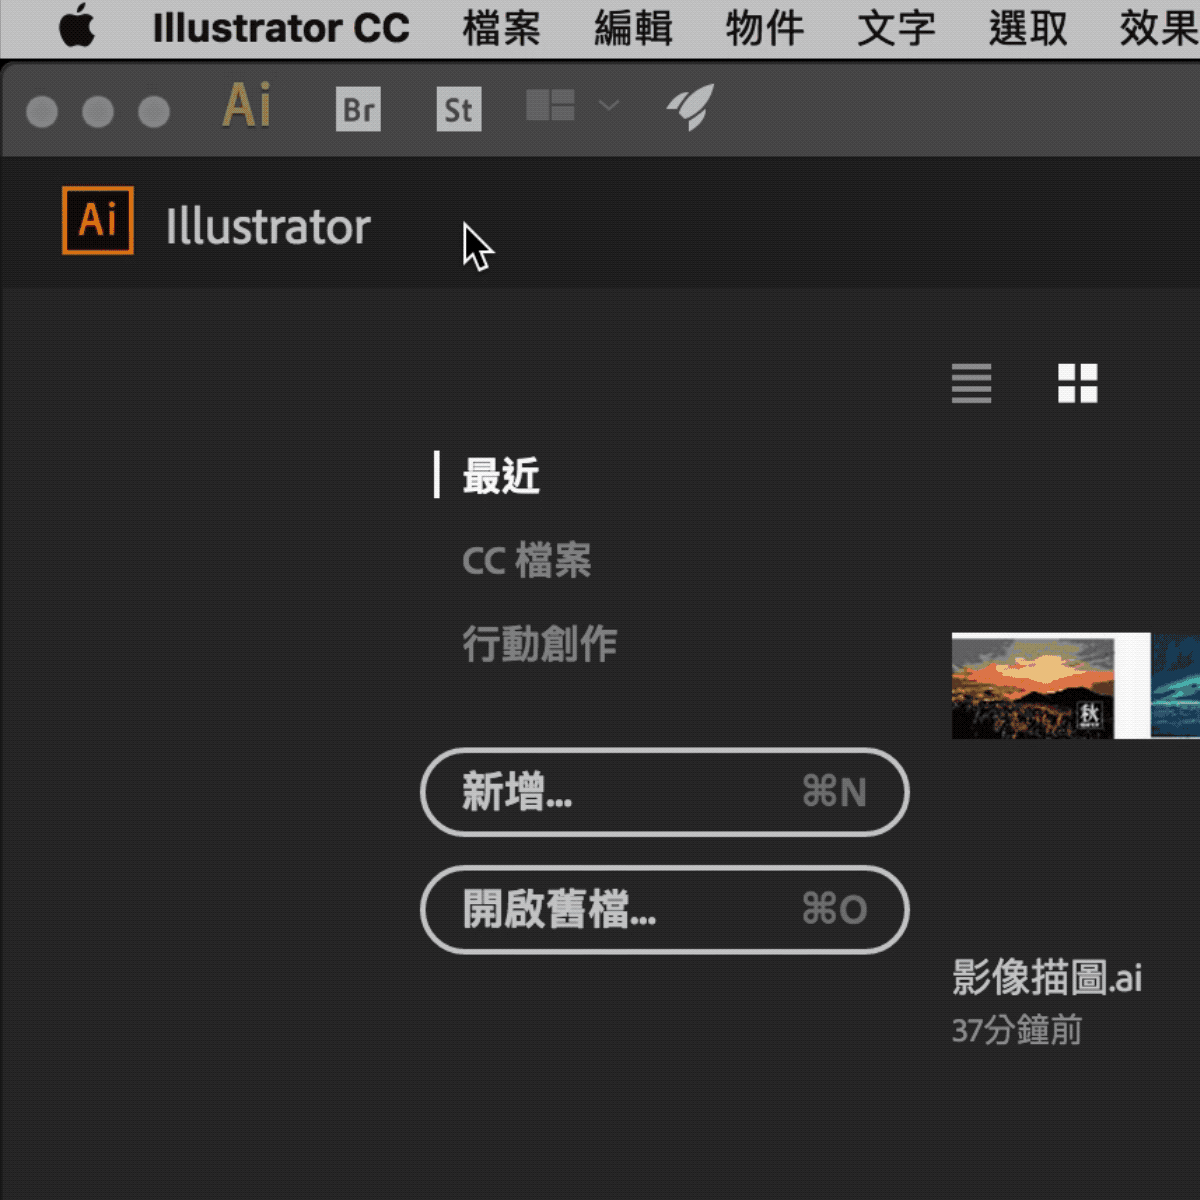 Illustrator CC 檔案 編輯 物件 文字 選取 效果
Ai Br St
Ai Illustrator
最近
CC 檔案
行動創作
秋
新增... ⌘N
開啟舊檔... ⌘O
影像描圖.ai
37分鐘前